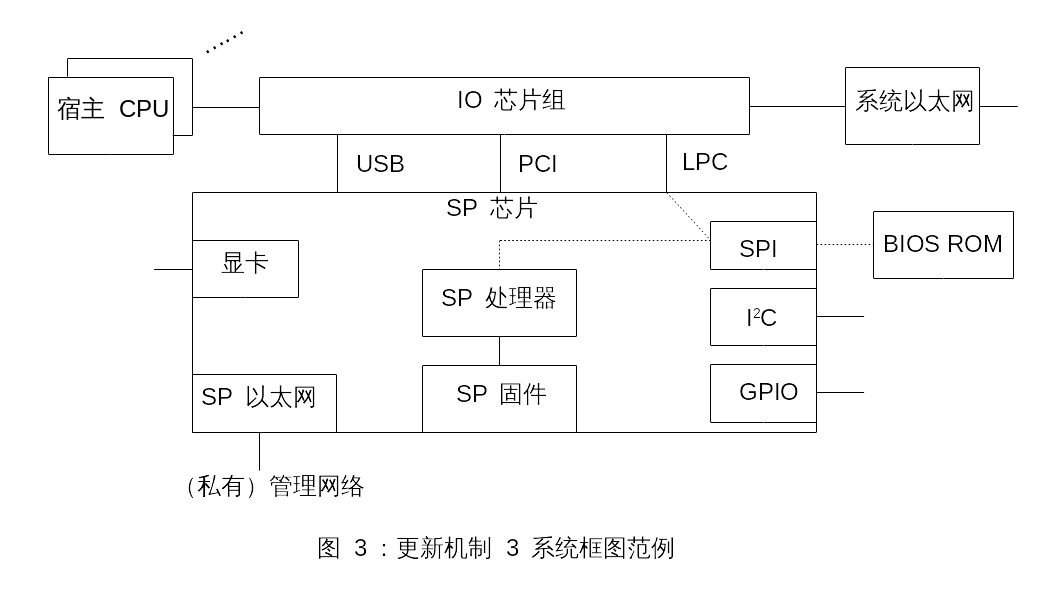 宿主 CPU
IO 芯片组
系统以太网
USB
PCI
LPC
SP 芯片
显卡
SP 处理器
SPI
BIOS ROM
I²C
SP 以太网
SP 固件
GPIO
（私有）管理网络
图 3：更新机制 3 系统框图范例